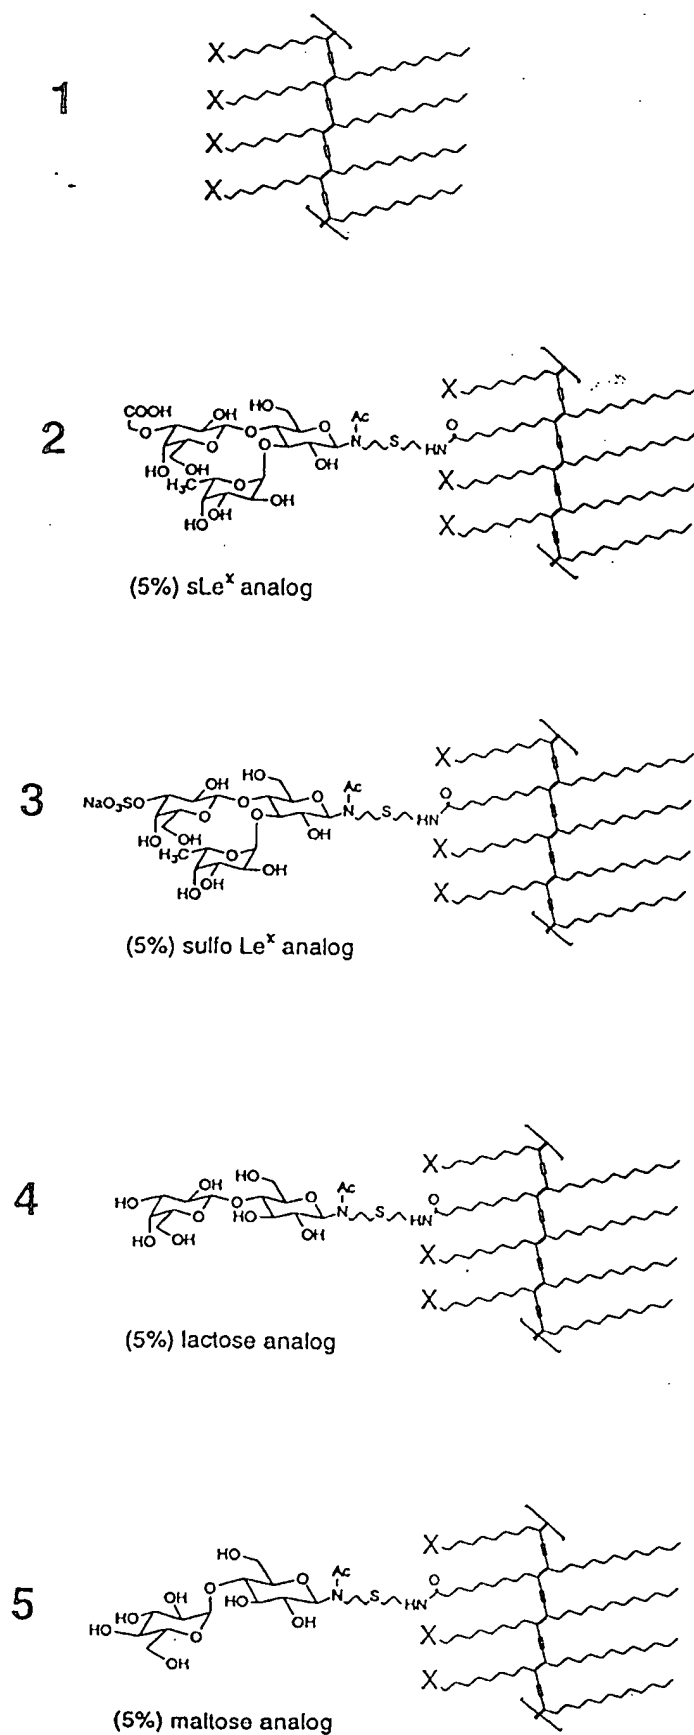 1
X
X
X
X
2
COOH
O
OH
HO
OH
O
HO
O
O
O
OH
Ac
N
S
HN
O
H₃C
O
OH
OH
HO
X
X
X
(5%) sLeˣ analog
3
NaO₃SO
OH
HO
OH
O
HO
O
O
O
OH
Ac
N
S
HN
O
H₃C
O
OH
OH
HO
X
X
X
(5%) sulfo Leˣ analog
4
HO
OH
HO
OH
O
O
HO
HO
O
OH
Ac
N
S
HN
O
X
X
X
(5%) lactose analog
5
HO
HO
HO
OH
O
O
HO
HO
O
OH
Ac
N
S
HN
O
X
X
X
(5%) maltose analog